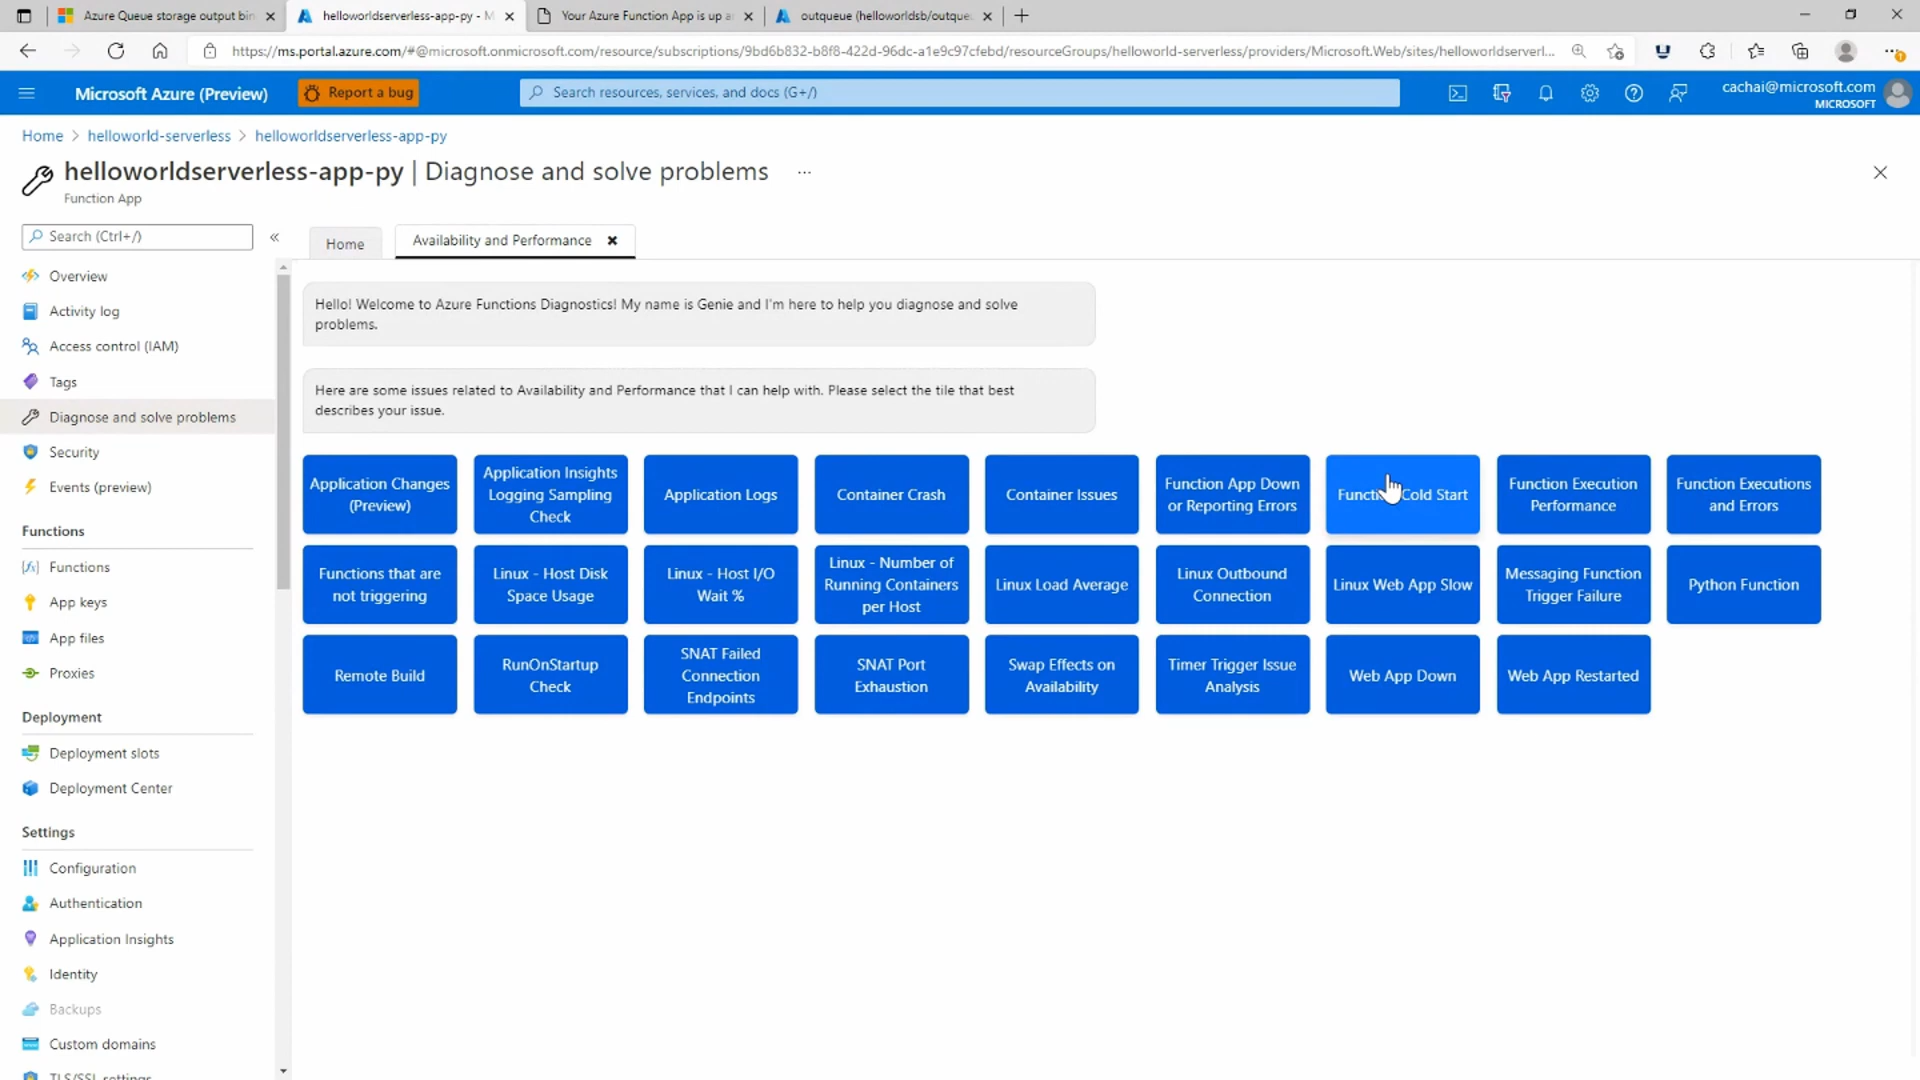 Azure Queue storage output bin
helloworldserverless-app-py - M
Your Azure Function App is up a
outqueue (helloworldsb/outque
https://ms.portal.azure.com/#@microsoft.onmicrosoft.com/resource/subscriptions/9bd6b832-b8f8-422d-96dc-a1e9c97cfebd/resourceGroups/helloworld-serverless/providers/Microsoft.Web/sites/helloworldserverl...
Microsoft Azure (Preview)
Report a bug
Search resources, services, and docs (G+/)
cachai@microsoft.com
MICROSOFT
Home > helloworld-serverless > helloworldserverless-app-py
helloworldserverless-app-py | Diagnose and solve problems ...
Function App
Search (Ctrl+/)
«
Overview
Activity log
Access control (IAM)
Tags
Diagnose and solve problems
Security
Events (preview)
Functions
Functions
App keys
App files
Proxies
Deployment
Deployment slots
Deployment Center
Settings
Configuration
Authentication
Application Insights
Identity
Backups
Custom domains
TLS/SSL settings
Home
Availability and Performance
Hello! Welcome to Azure Functions Diagnostics! My name is Genie and I'm here to help you diagnose and solve
problems.
Here are some issues related to Availability and Performance that I can help with. Please select the tile that best
describes your issue.
Application Changes
(Preview)
Application Insights
Logging Sampling
Check
Application Logs
Container Crash
Container Issues
Function App Down
or Reporting Errors
Function Cold Start
Function Execution
Performance
Function Executions
and Errors
Functions that are
not triggering
Linux - Host Disk
Space Usage
Linux - Host I/O
Wait %
Linux - Number of
Running Containers
per Host
Linux Load Average
Linux Outbound
Connection
Linux Web App Slow
Messaging Function
Trigger Failure
Python Function
Remote Build
RunOnStartup
Check
SNAT Failed
Connection
Endpoints
SNAT Port
Exhaustion
Swap Effects on
Availability
Timer Trigger Issue
Analysis
Web App Down
Web App Restarted